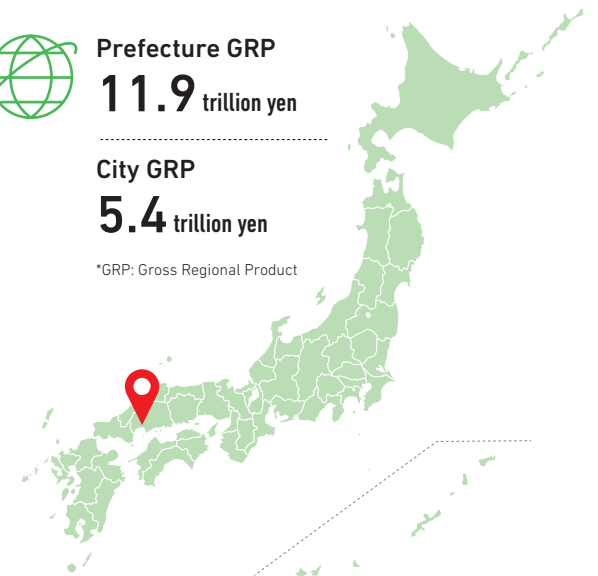 Prefecture GRP
11.9 trillion yen
City GRP
5.4 trillion yen
*GRP: Gross Regional Product